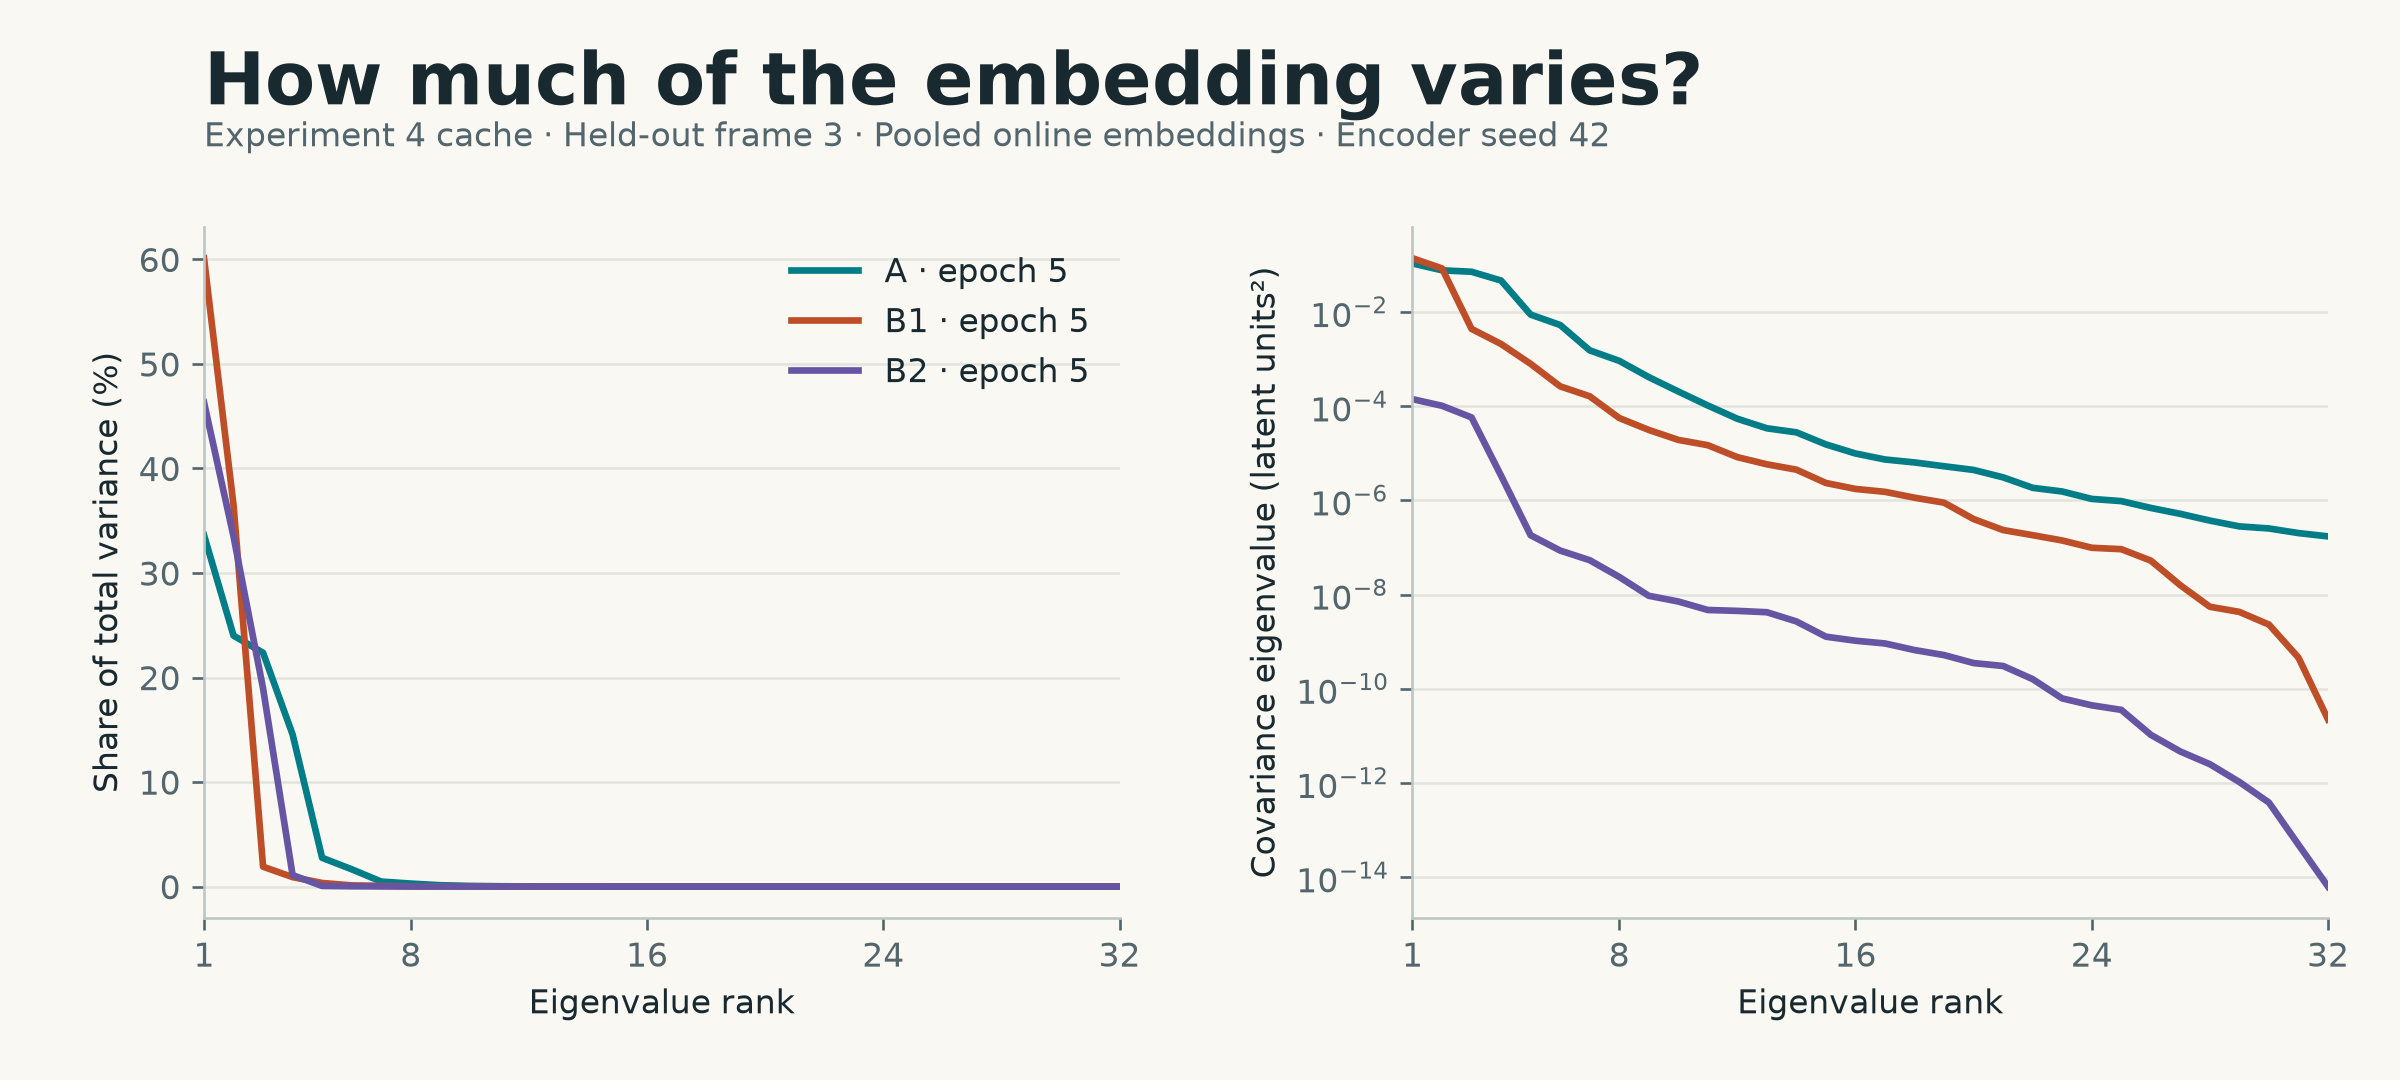 How much of the embedding varies?
Experiment 4 cache · Held-out frame 3 · Pooled online embeddings · Encoder seed 42
Share of total variance (%)
60
50
40
30
20
10
0
A · epoch 5
B1 · epoch 5
B2 · epoch 5
1 8 16 24 32
Eigenvalue rank
Covariance eigenvalue (latent units²)
10⁻²
10⁻⁴
10⁻⁶
10⁻⁸
10⁻¹⁰
10⁻¹²
10⁻¹⁴
1 8 16 24 32
Eigenvalue rank